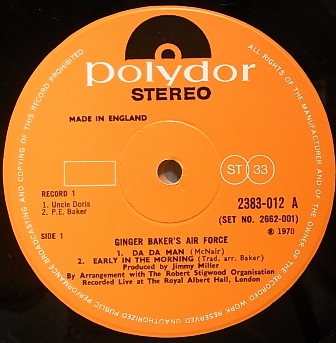 polydor
STEREO
MADE IN ENGLAND
ST 33
RECORD 1
1. Uncle Doris
2. P.E. Baker
2383-012 A
(SET NO. 2662-001)
℗ 1970
SIDE 1
GINGER BAKER'S AIR FORCE
1. DA DA MAN (McNair)
2. EARLY IN THE MORNING (Trad. arr. Baker)
Produced by Jimmy Miller
By Arrangement with The Robert Stigwood Organisation
Recorded Live at The Royal Albert Hall, London
ALL RIGHTS OF THE MANUFACTURER AND OF THE OWNER OF THE RECORDED WORK RESERVED UNAUTHORIZED PUBLIC PERFORMANCE BROADCASTING AND COPYING OF THIS RECORD PROHIBITED